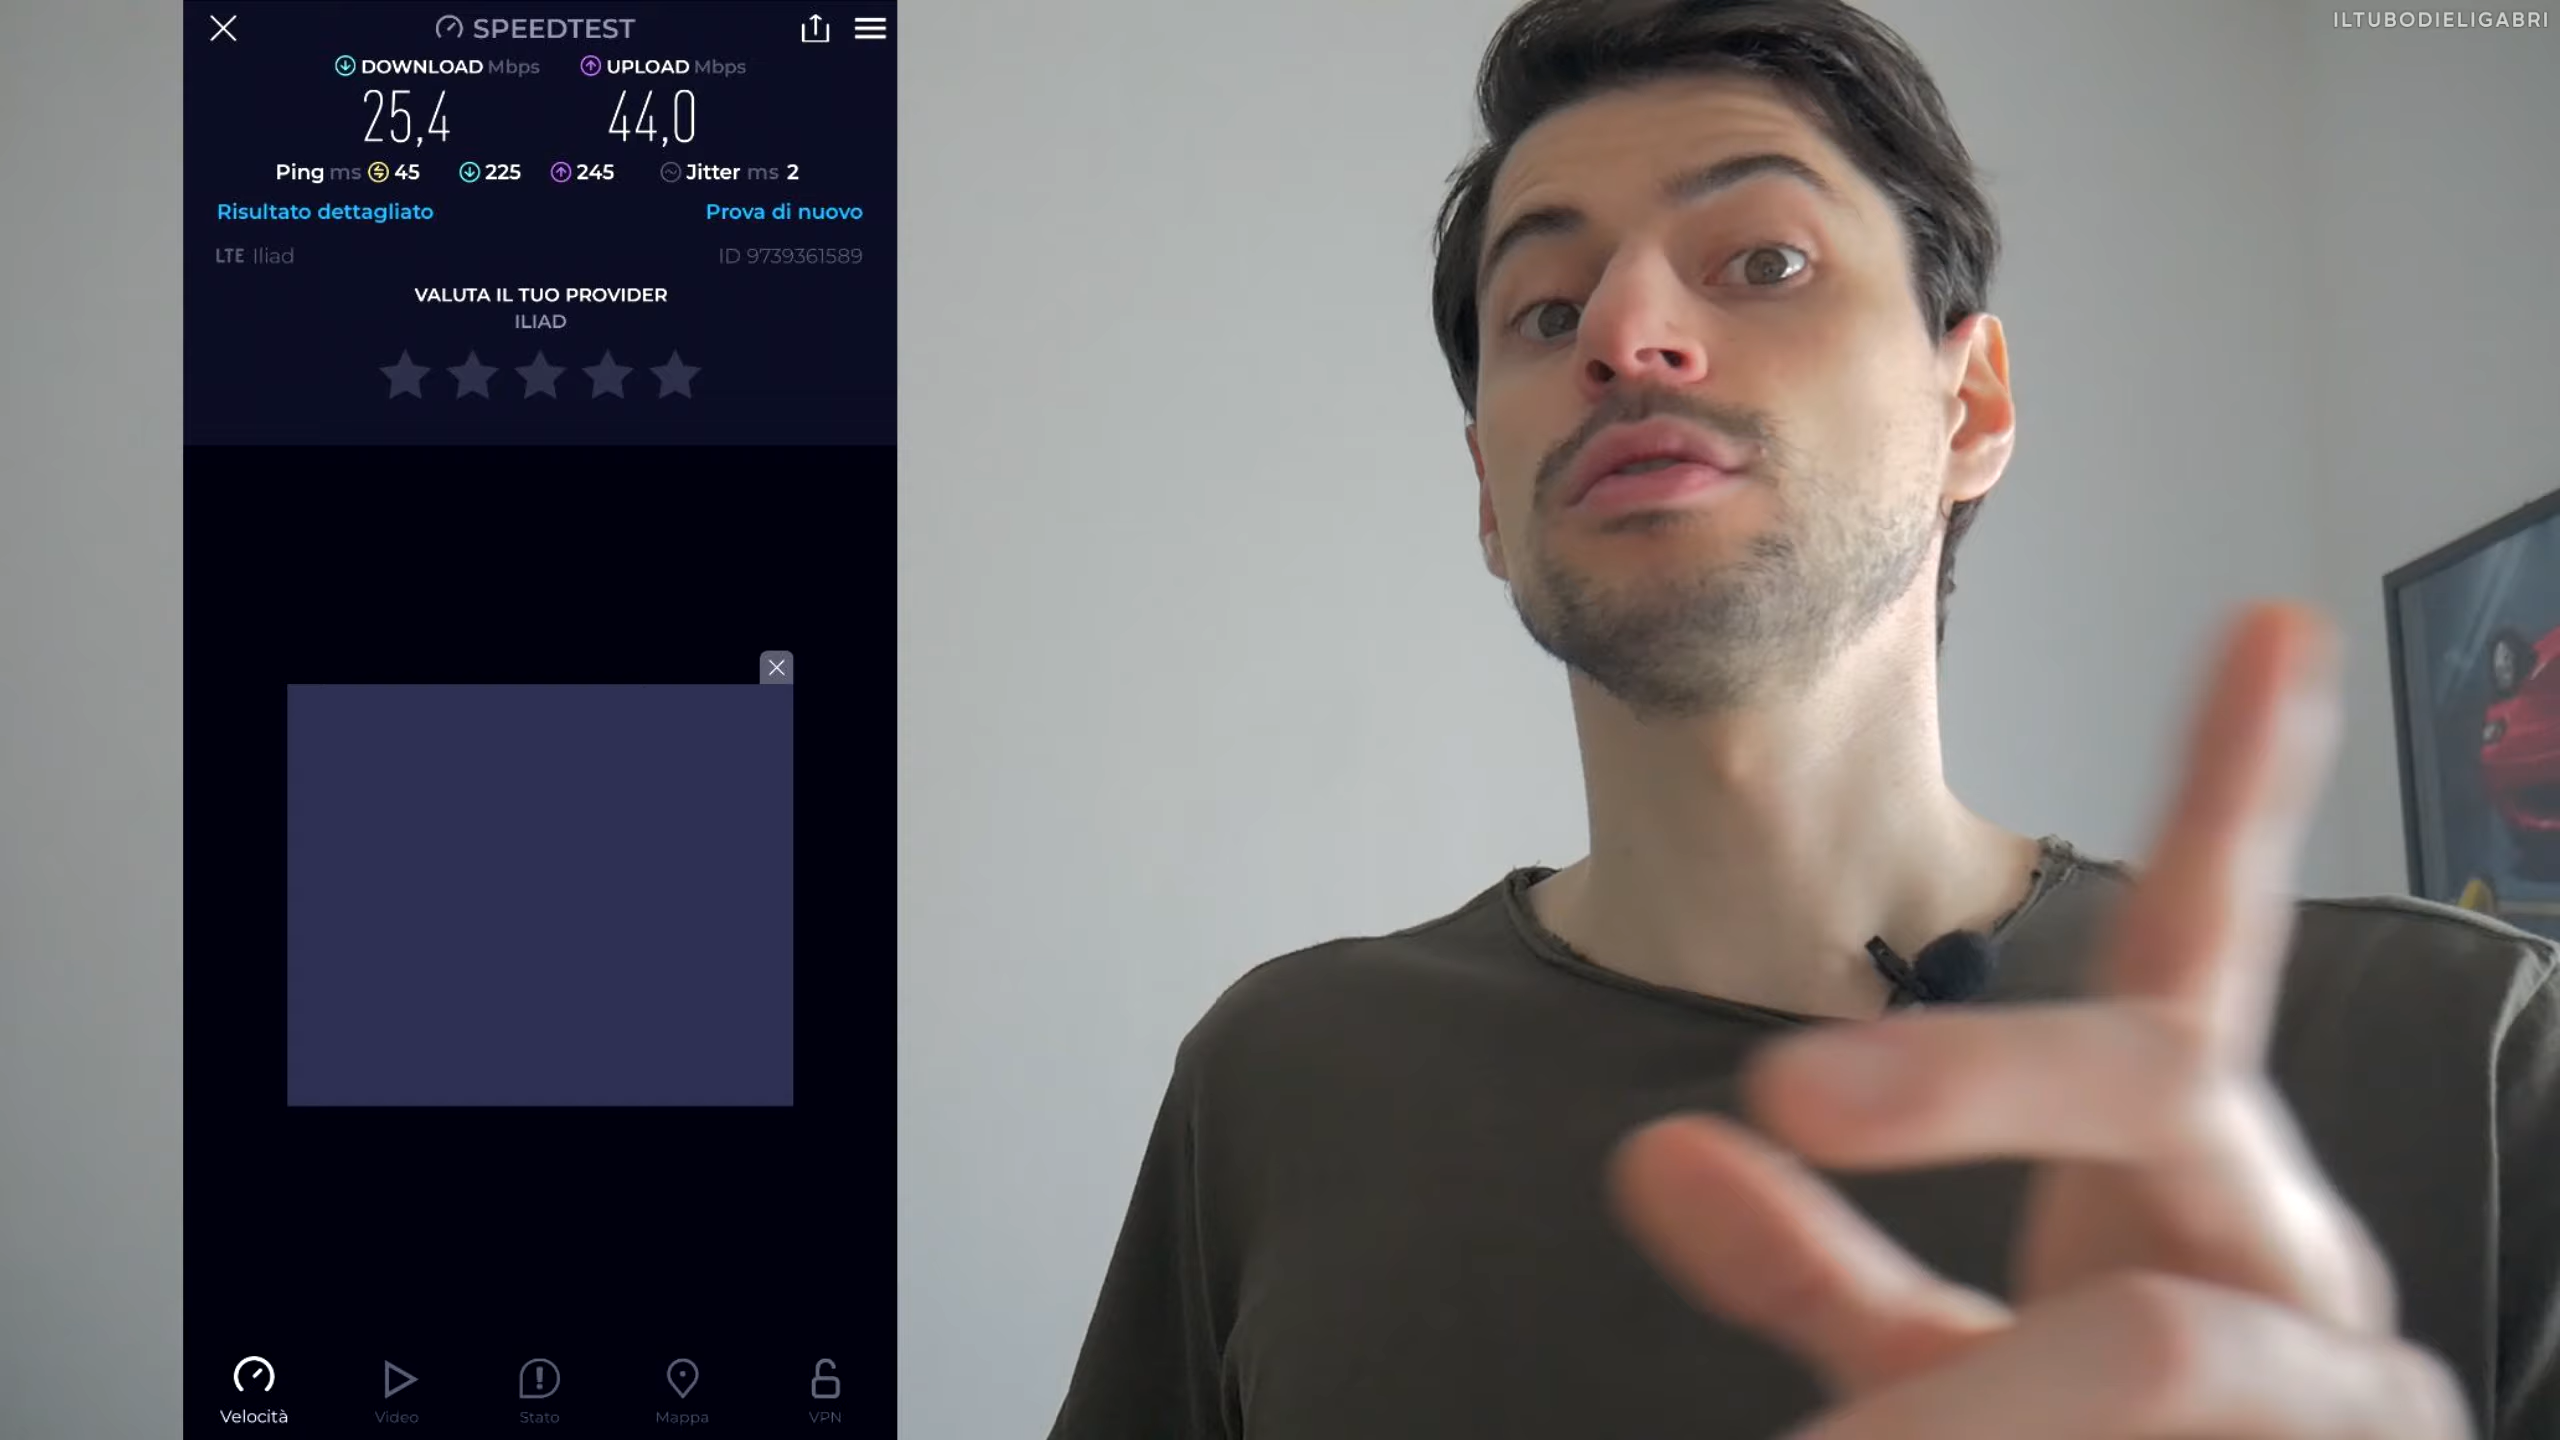 ILTUBODIELIGABRI
SPEEDTEST
DOWNLOAD Mbps UPLOAD Mbps
25,4 44,0
Ping ms 45 225 245 Jitter ms 2
Risultato dettagliato Prova di nuovo
LTE Iliad ID 9739361589
VALUTA IL TUO PROVIDER
ILIAD
Velocità Video Stato Mappa VPN